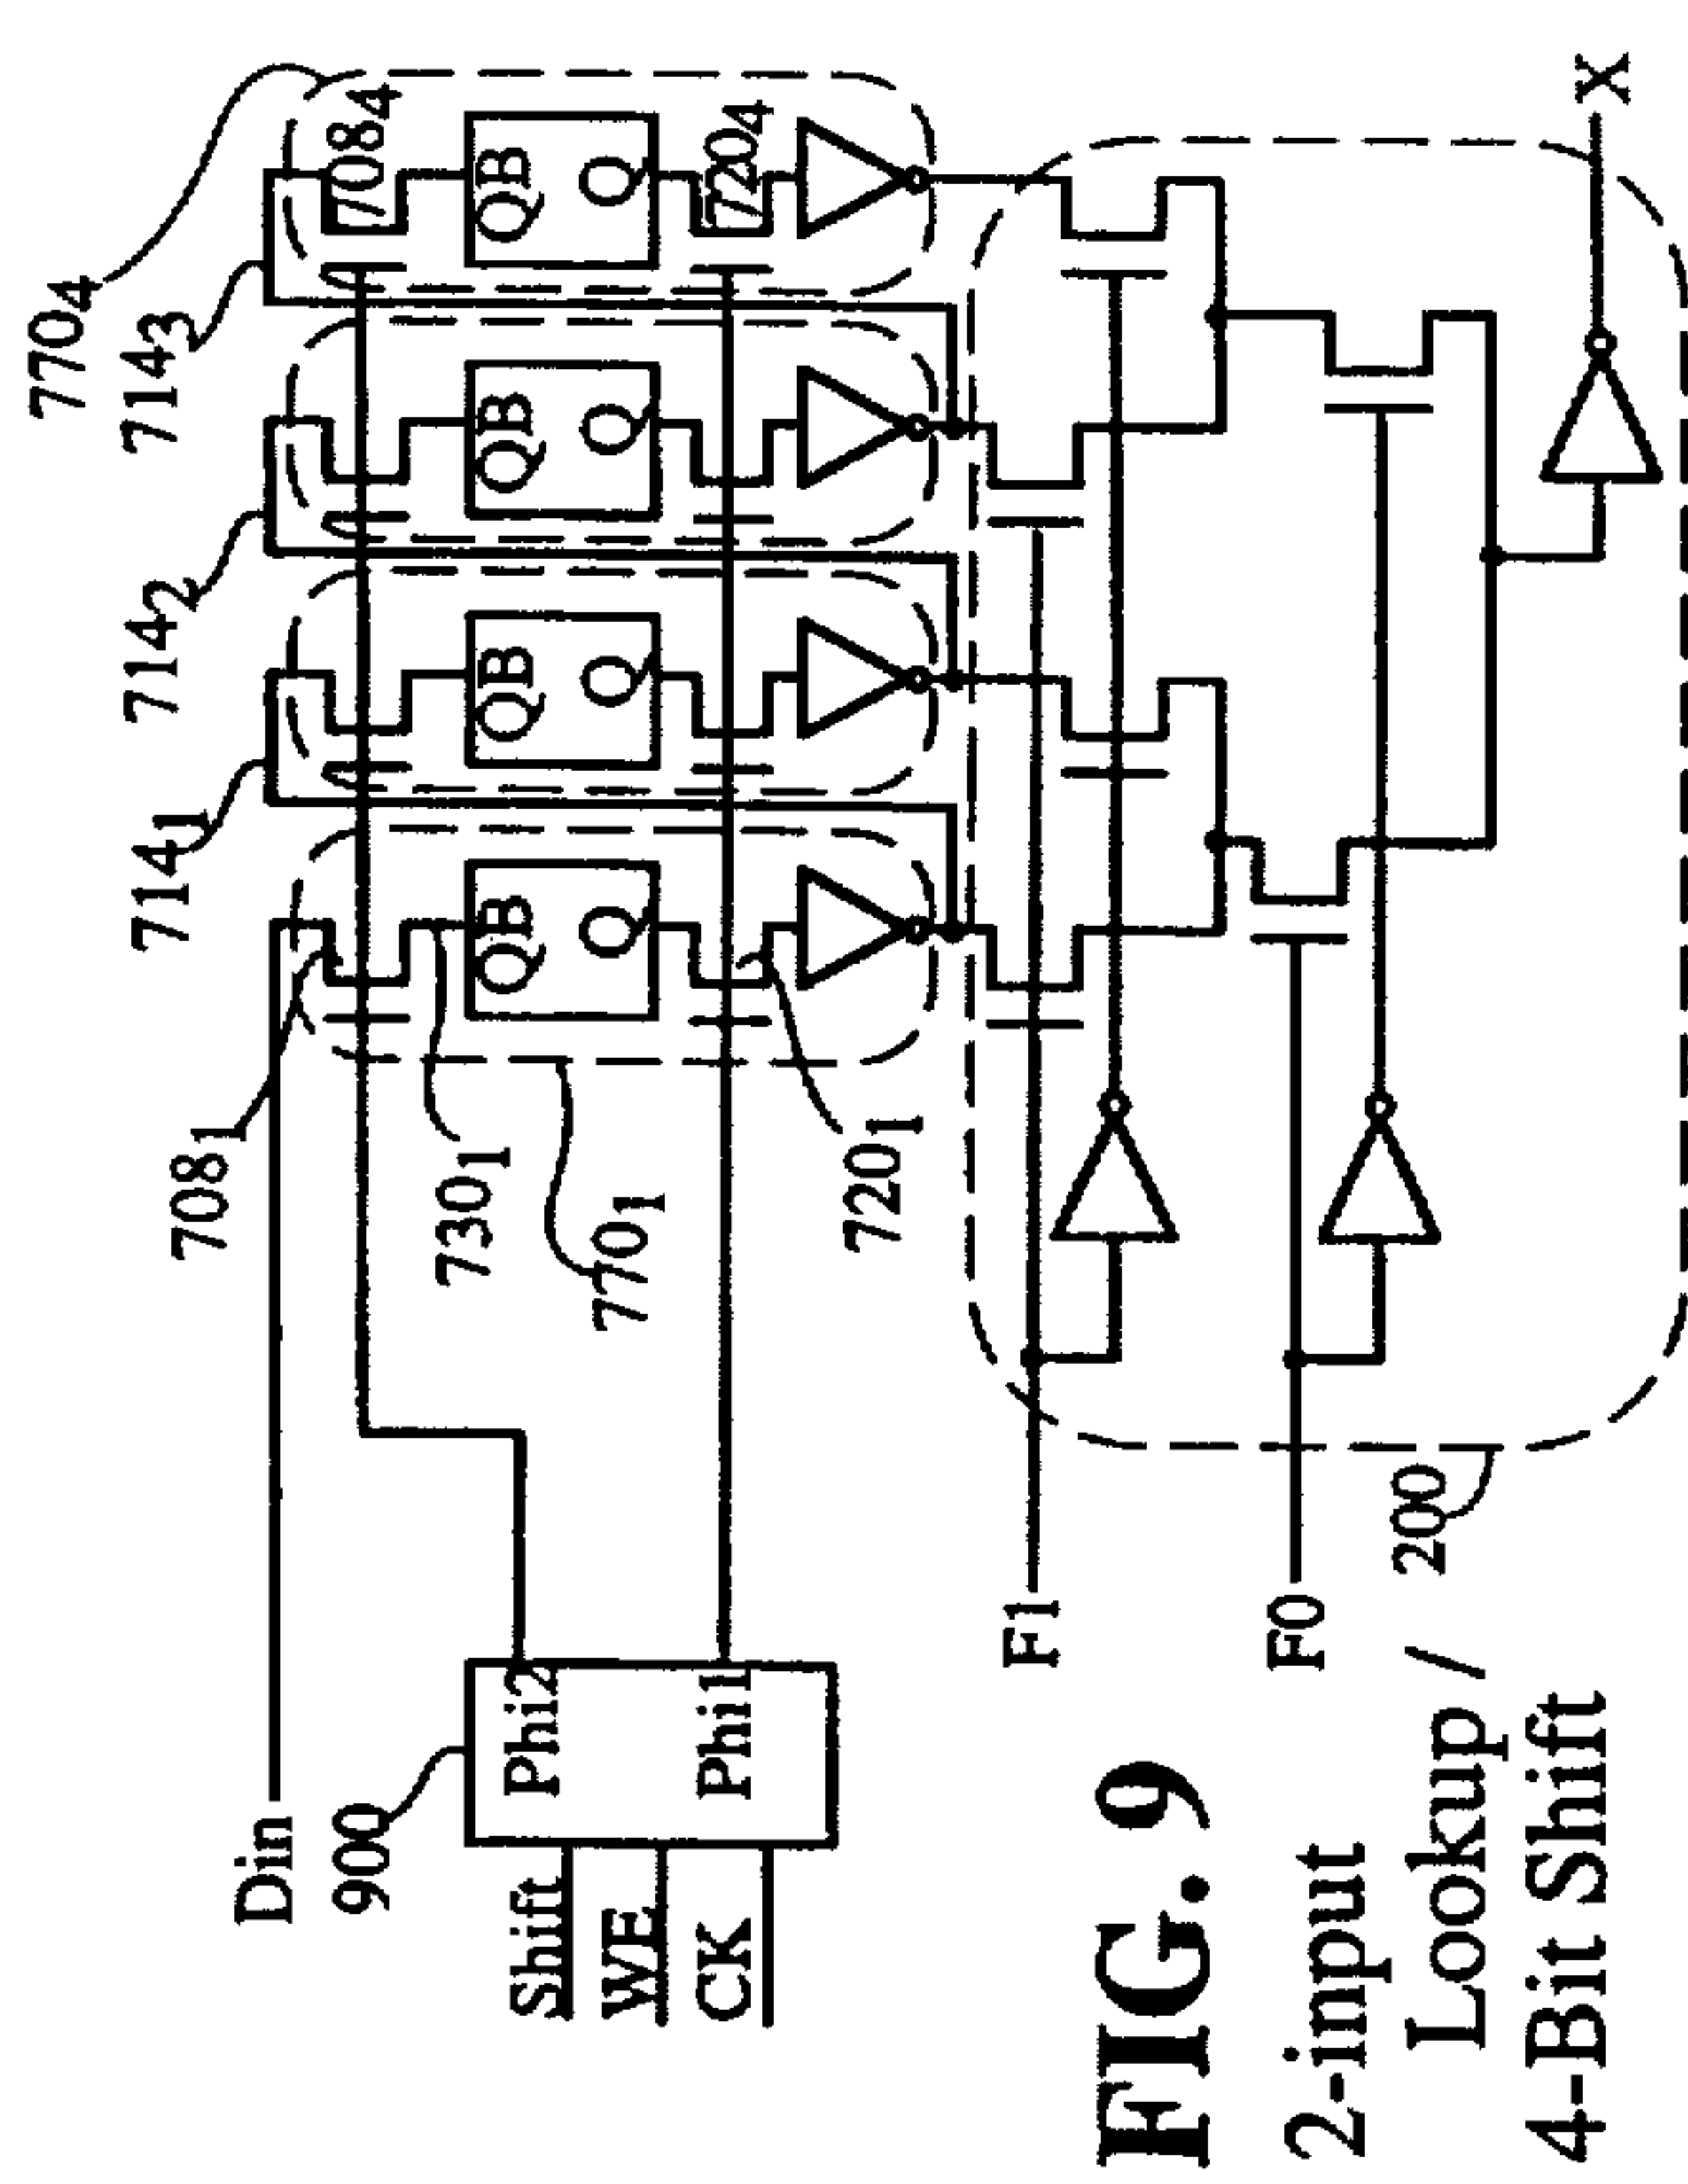 Din
900
Shift
WE
CK
Phi2
Phi1
7081
7301
7701
7201
7141
7142
7143
7704
7084
7204
QB
Q
QB
Q
QB
Q
QB
Q
F1
F0
200
X
FIG. 9
2-input
Lookup /
4-Bit Shift